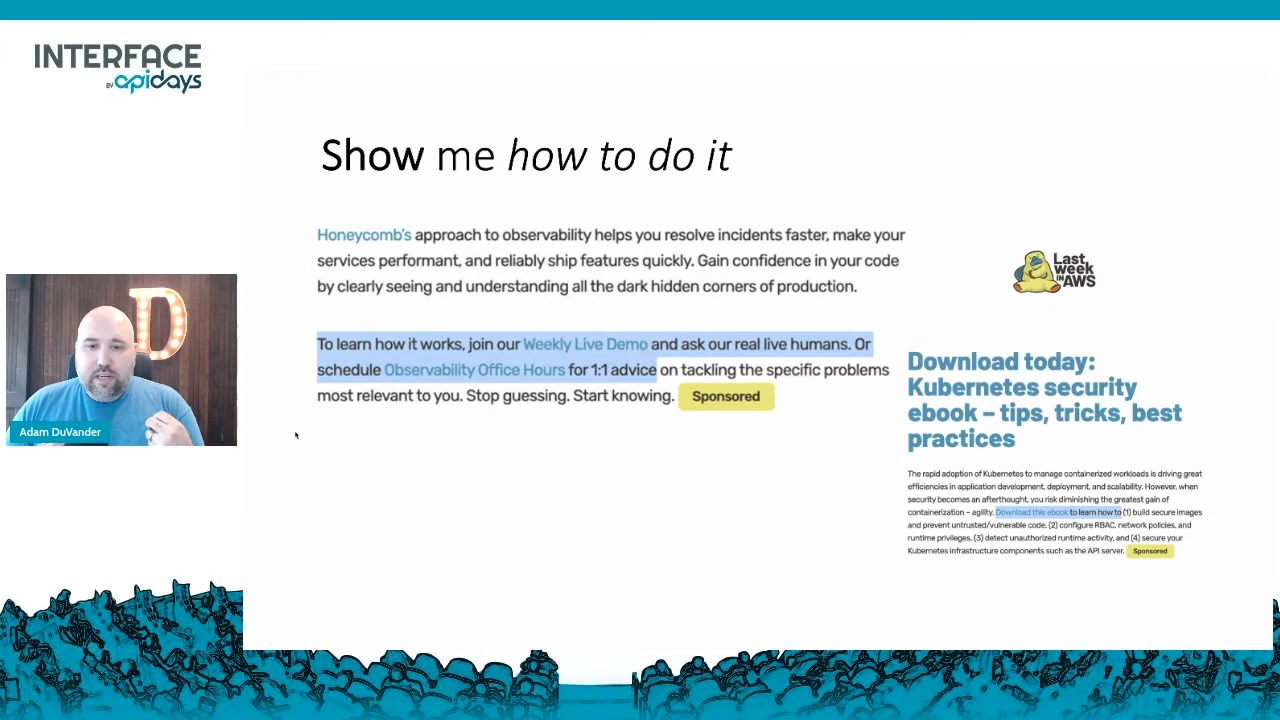 INTERFACE
BY apidays
Show me how to do it
Honeycomb's approach to observability helps you resolve incidents faster, make your
services performant, and reliably ship features quickly. Gain confidence in your code
by clearly seeing and understanding all the dark hidden corners of production.
To learn how it works, join our Weekly Live Demo and ask our real live humans. Or
schedule Observability Office Hours for 1:1 advice on tackling the specific problems
most relevant to you. Stop guessing. Start knowing. Sponsored
Last
week
IN AWS
Download today:
Kubernetes security
ebook – tips, tricks, best
practices
The rapid adoption of Kubernetes to manage containerized workloads is driving great
efficiencies in application development, deployment, and scalability. However, when
security becomes an afterthought, you risk diminishing the greatest gain of
containerization – agility. Download this ebook to learn how to (1) build secure images
and prevent untrusted/vulnerable code, (2) configure RBAC, network policies, and
runtime privileges, (3) detect unauthorized runtime activity, and (4) secure your
Kubernetes infrastructure components such as the API server. Sponsored
D
Adam DuVander